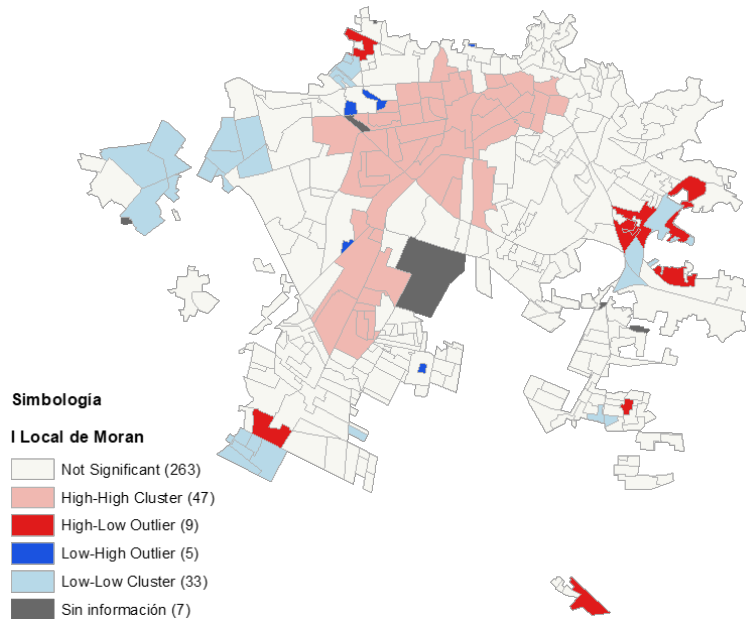 Simbología
I Local de Moran
Not Significant (263)
High-High Cluster (47)
High-Low Outlier (9)
Low-High Outlier (5)
Low-Low Cluster (33)
Sin información (7)